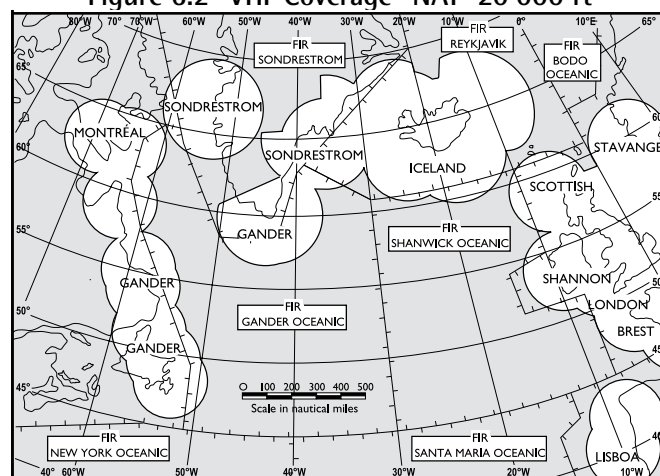 Figure 6.2 VHF Coverage NAT 20 000 ft
80°W 70°W 60°W 50°W 40°W 30°W 20°W 10°W 0° 10°E 65°
65°
60°
55°
50°
45°
40° 60°W
50°W
40°W
30°W
20°W
10°W
FIR
SONDRESTROM
FIR
REYKJAVIK
FIR
BODO
OCEANIC
SONDRESTROM
MONTRÉAL
SONDRESTROM
ICELAND
STAVANGE
SCOTTISH
GANDER
FIR
SHANWICK OCEANIC
SHANNON
LONDON
BREST
GANDER
GANDER
FIR
GANDER OCEANIC
0 100 200 300 400 500
Scale in nautical miles
FIR
NEW YORK OCEANIC
FIR
SANTA MARIA OCEANIC
LISBOA
60°
55°
50°
45°
40°